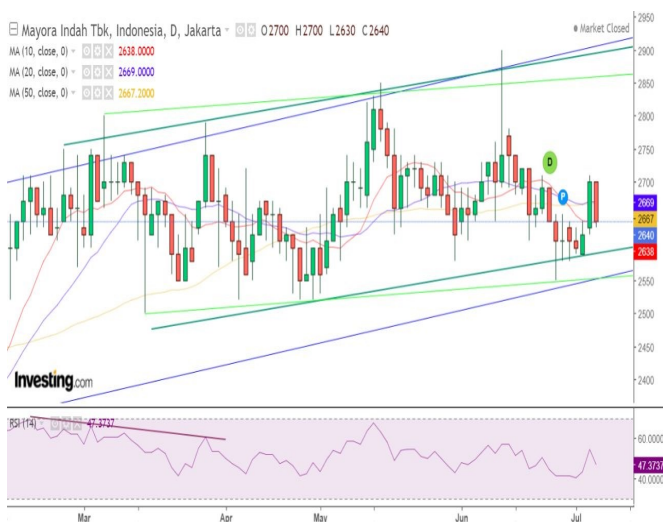 Mayora Indah Tbk, Indonesia, D, Jakarta O2700 H2700 L2630 C2640
Market Closed
MA (10, close, 0) 2638.0000
MA (20, close, 0) 2669.0000
MA (50, close, 0) 2667.2000
2950
2900
2850
2800
2750
2700
2669
2667
2640
2638
2600
2550
2500
2450
2400
D
P
Investing.com
RSI (14) 47.3737
60.0000
47.3737
40.0000
Mar
Apr
May
Jun
Jul